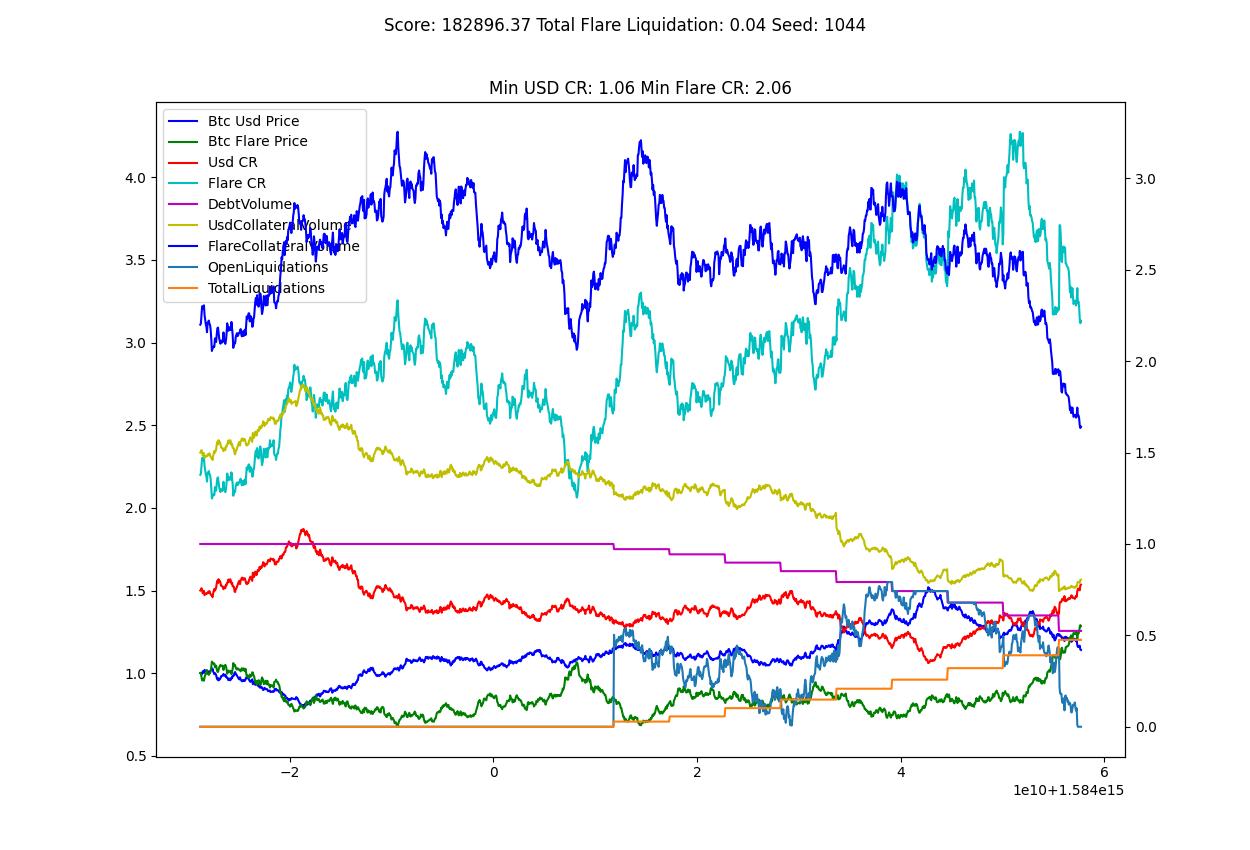 Score: 182896.37 Total Flare Liquidation: 0.04 Seed: 1044
Min USD CR: 1.06 Min Flare CR: 2.06
Btc Usd Price
Btc Flare Price
Usd CR
Flare CR
DebtVolume
UsdCollateralVolume
FlareCollateralVolume
OpenLiquidations
TotalLiquidations
4.0
3.5
3.0
2.5
2.0
1.5
1.0
0.5
3.0
2.5
2.0
1.5
1.0
0.5
0.0
−2 0 2 4 6
1e10+1.584e15